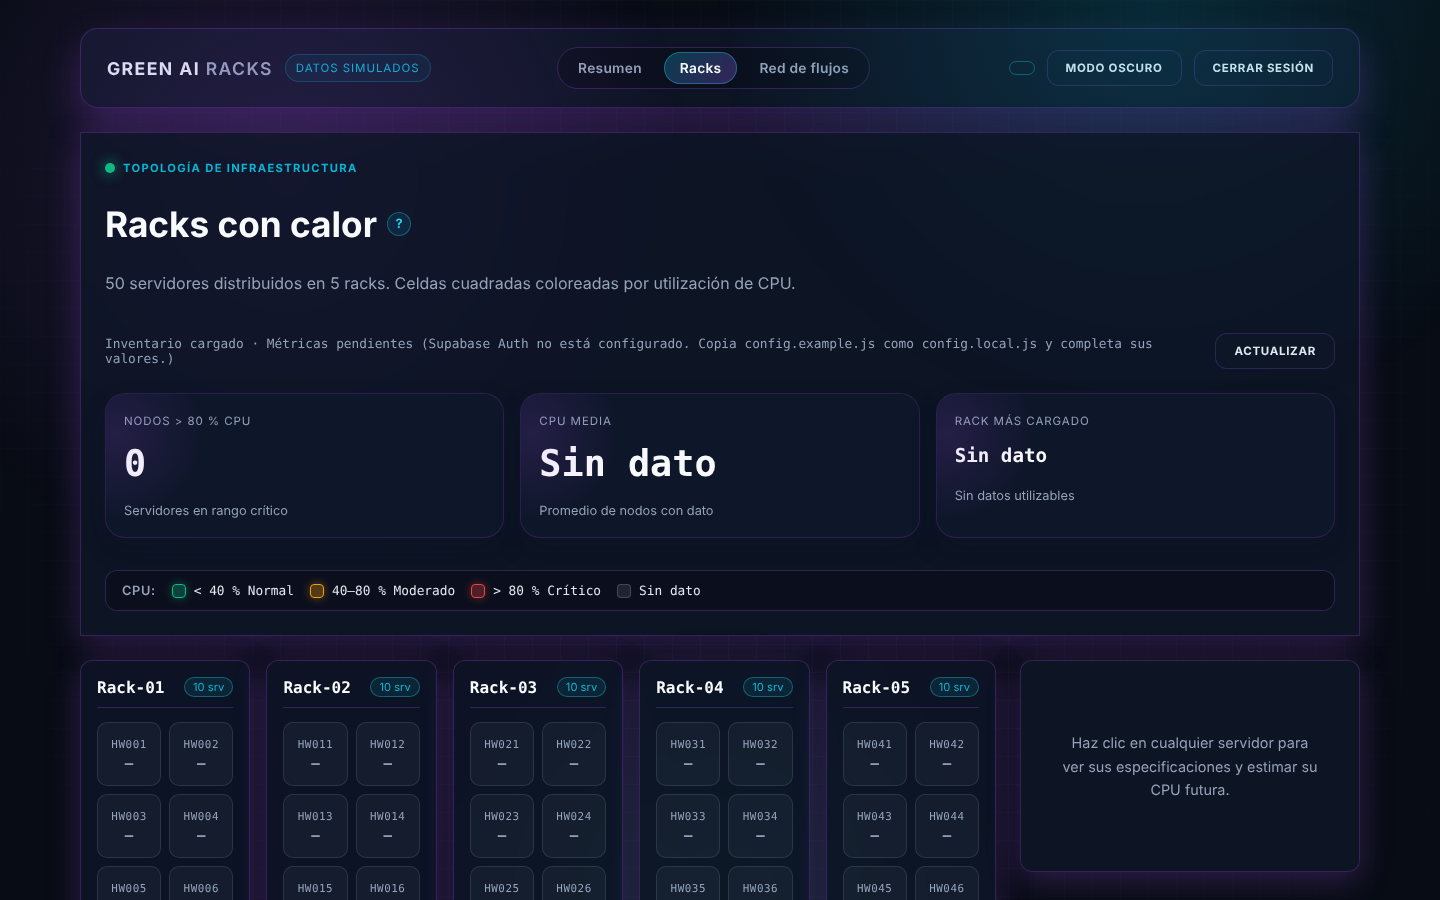 GREEN AI RACKS
DATOS SIMULADOS
Resumen
Racks
Red de flujos
MODO OSCURO
CERRAR SESIÓN
TOPOLOGÍA DE INFRAESTRUCTURA
Racks con calor
?
50 servidores distribuidos en 5 racks. Celdas cuadradas coloreadas por utilización de CPU.
Inventario cargado · Métricas pendientes (Supabase Auth no está configurado. Copia config.example.js como config.local.js y completa sus
valores.)
ACTUALIZAR
NODOS > 80 % CPU
0
Servidores en rango crítico
CPU MEDIA
Sin dato
Promedio de nodos con dato
RACK MÁS CARGADO
Sin dato
Sin datos utilizables
CPU:
< 40 % Normal
40–80 % Moderado
> 80 % Crítico
Sin dato
Rack-01
10 srv
HW001
—
HW002
—
HW003
—
HW004
—
HW005
HW006
Rack-02
10 srv
HW011
—
HW012
—
HW013
—
HW014
—
HW015
HW016
Rack-03
10 srv
HW021
—
HW022
—
HW023
—
HW024
—
HW025
HW026
Rack-04
10 srv
HW031
—
HW032
—
HW033
—
HW034
—
HW035
HW036
Rack-05
10 srv
HW041
—
HW042
—
HW043
—
HW044
—
HW045
HW046
Haz clic en cualquier servidor para
ver sus especificaciones y estimar su
CPU futura.